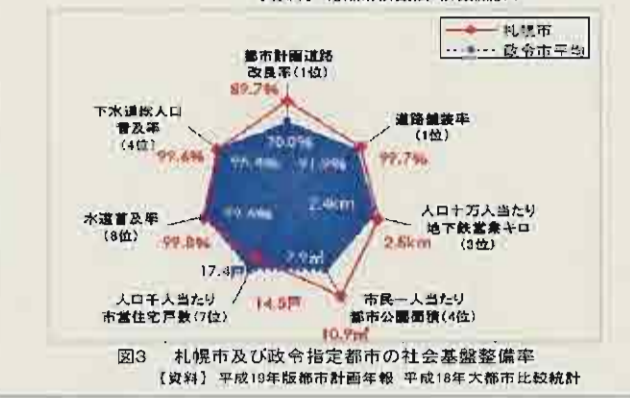 札幌市
政令市平均
都市計画道路
改良率(1位)
89.7%
70.0%
道路舗装率
(1位)
99.7%
91.9%
人口十万人当たり
地下鉄営業キロ
(3位)
2.4km
市民一人当たり
都市公園面積(4位)
10.9㎡
人口千人当たり
市営住宅戸数(7位)
14.5戸
17.4戸
水道普及率
(8位)
99.8%
下水道処人口
普及率
(4位)
99.6%
図3 札幌市及び政令指定都市の社会基盤整備率
【資料】平成19年版都市計画年報 平成18年大都市比較統計